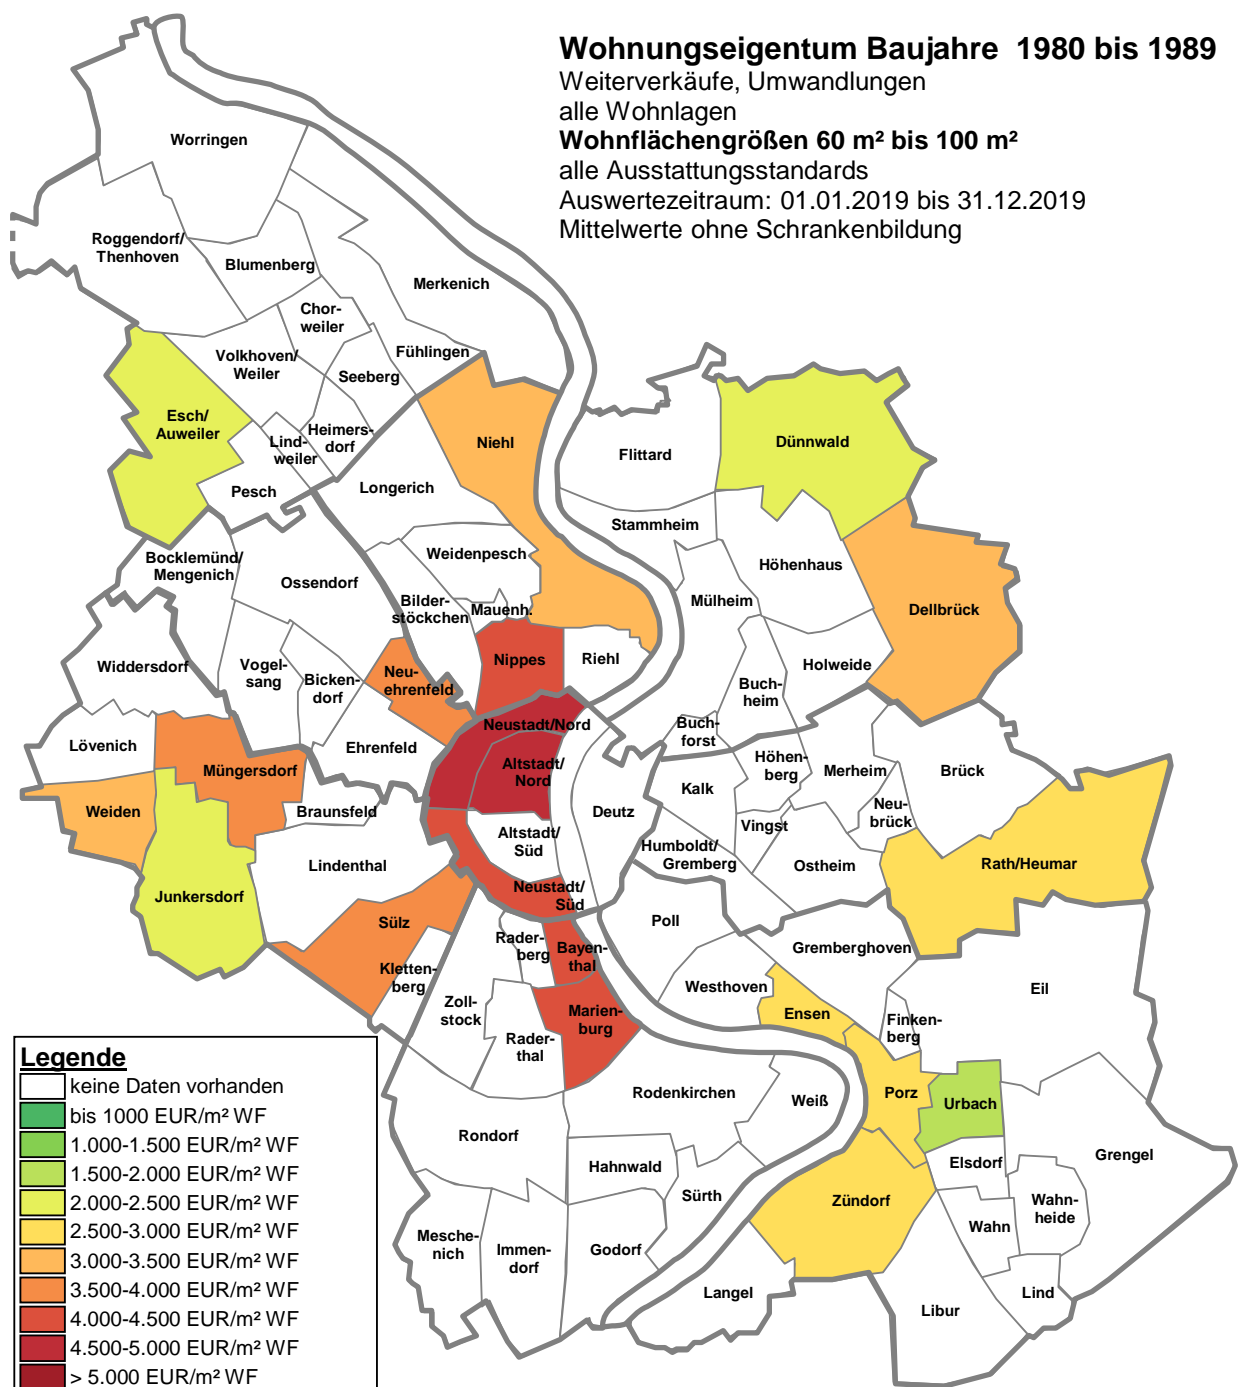 Wohnungseigentum Baujahre 1980 bis 1989
Weiterverkäufe, Umwandlungen
alle Wohnlagen
Wohnflächengrößen 60 m² bis 100 m²
alle Ausstattungsstandards
Auswertezeitraum: 01.01.2019 bis 31.12.2019
Mittelwerte ohne Schrankenbildung
Worringen
Roggendorf/
Thenhoven
Blumenberg
Merkenich
Chor-
weiler
Fühlingen
Volkhoven/
Weiler
Seeberg
Esch/
Auweiler
Heimers-
dorf
Lind-
weiler
Niehl
Pesch
Longerich
Flittard
Dünnwald
Stammheim
Weidenpesch
Bocklemünd/
Mengenich
Ossendorf
Höhenhaus
Bilder-
stöckchen
Mauenh.
Mülheim
Dellbrück
Nippes
Riehl
Widdersdorf
Vogel-
sang
Bicken-
dorf
Neu-
ehrenfeld
Holweide
Buch-
heim
Neustadt/Nord
Buch-
forst
Lövenich
Ehrenfeld
Müngersdorf
Altstadt/
Nord
Höhen-
berg
Merheim
Brück
Kalk
Weiden
Braunsfeld
Deutz
Neu-
brück
Vingst
Altstadt/
Süd
Humboldt/
Gremberg
Lindenthal
Ostheim
Rath/Heumar
Junkersdorf
Neustadt/
Süd
Sülz
Poll
Rader-
berg
Bayen-
thal
Gremberghoven
Kletten-
berg
Westhoven
Eil
Zoll-
stock
Marien-
burg
Ensen
Finken-
berg
Rader-
thal
Rodenkirchen
Weiß
Porz
Urbach
Rondorf
Hahnwald
Elsdorf
Grengel
Sürth
Zündorf
Wahn-
heide
Wahn
Mesche-
nich
Immen-
dorf
Godorf
Langel
Lind
Libur
Legende
keine Daten vorhanden
bis 1000 EUR/m² WF
1.000-1.500 EUR/m² WF
1.500-2.000 EUR/m² WF
2.000-2.500 EUR/m² WF
2.500-3.000 EUR/m² WF
3.000-3.500 EUR/m² WF
3.500-4.000 EUR/m² WF
4.000-4.500 EUR/m² WF
4.500-5.000 EUR/m² WF
> 5.000 EUR/m² WF